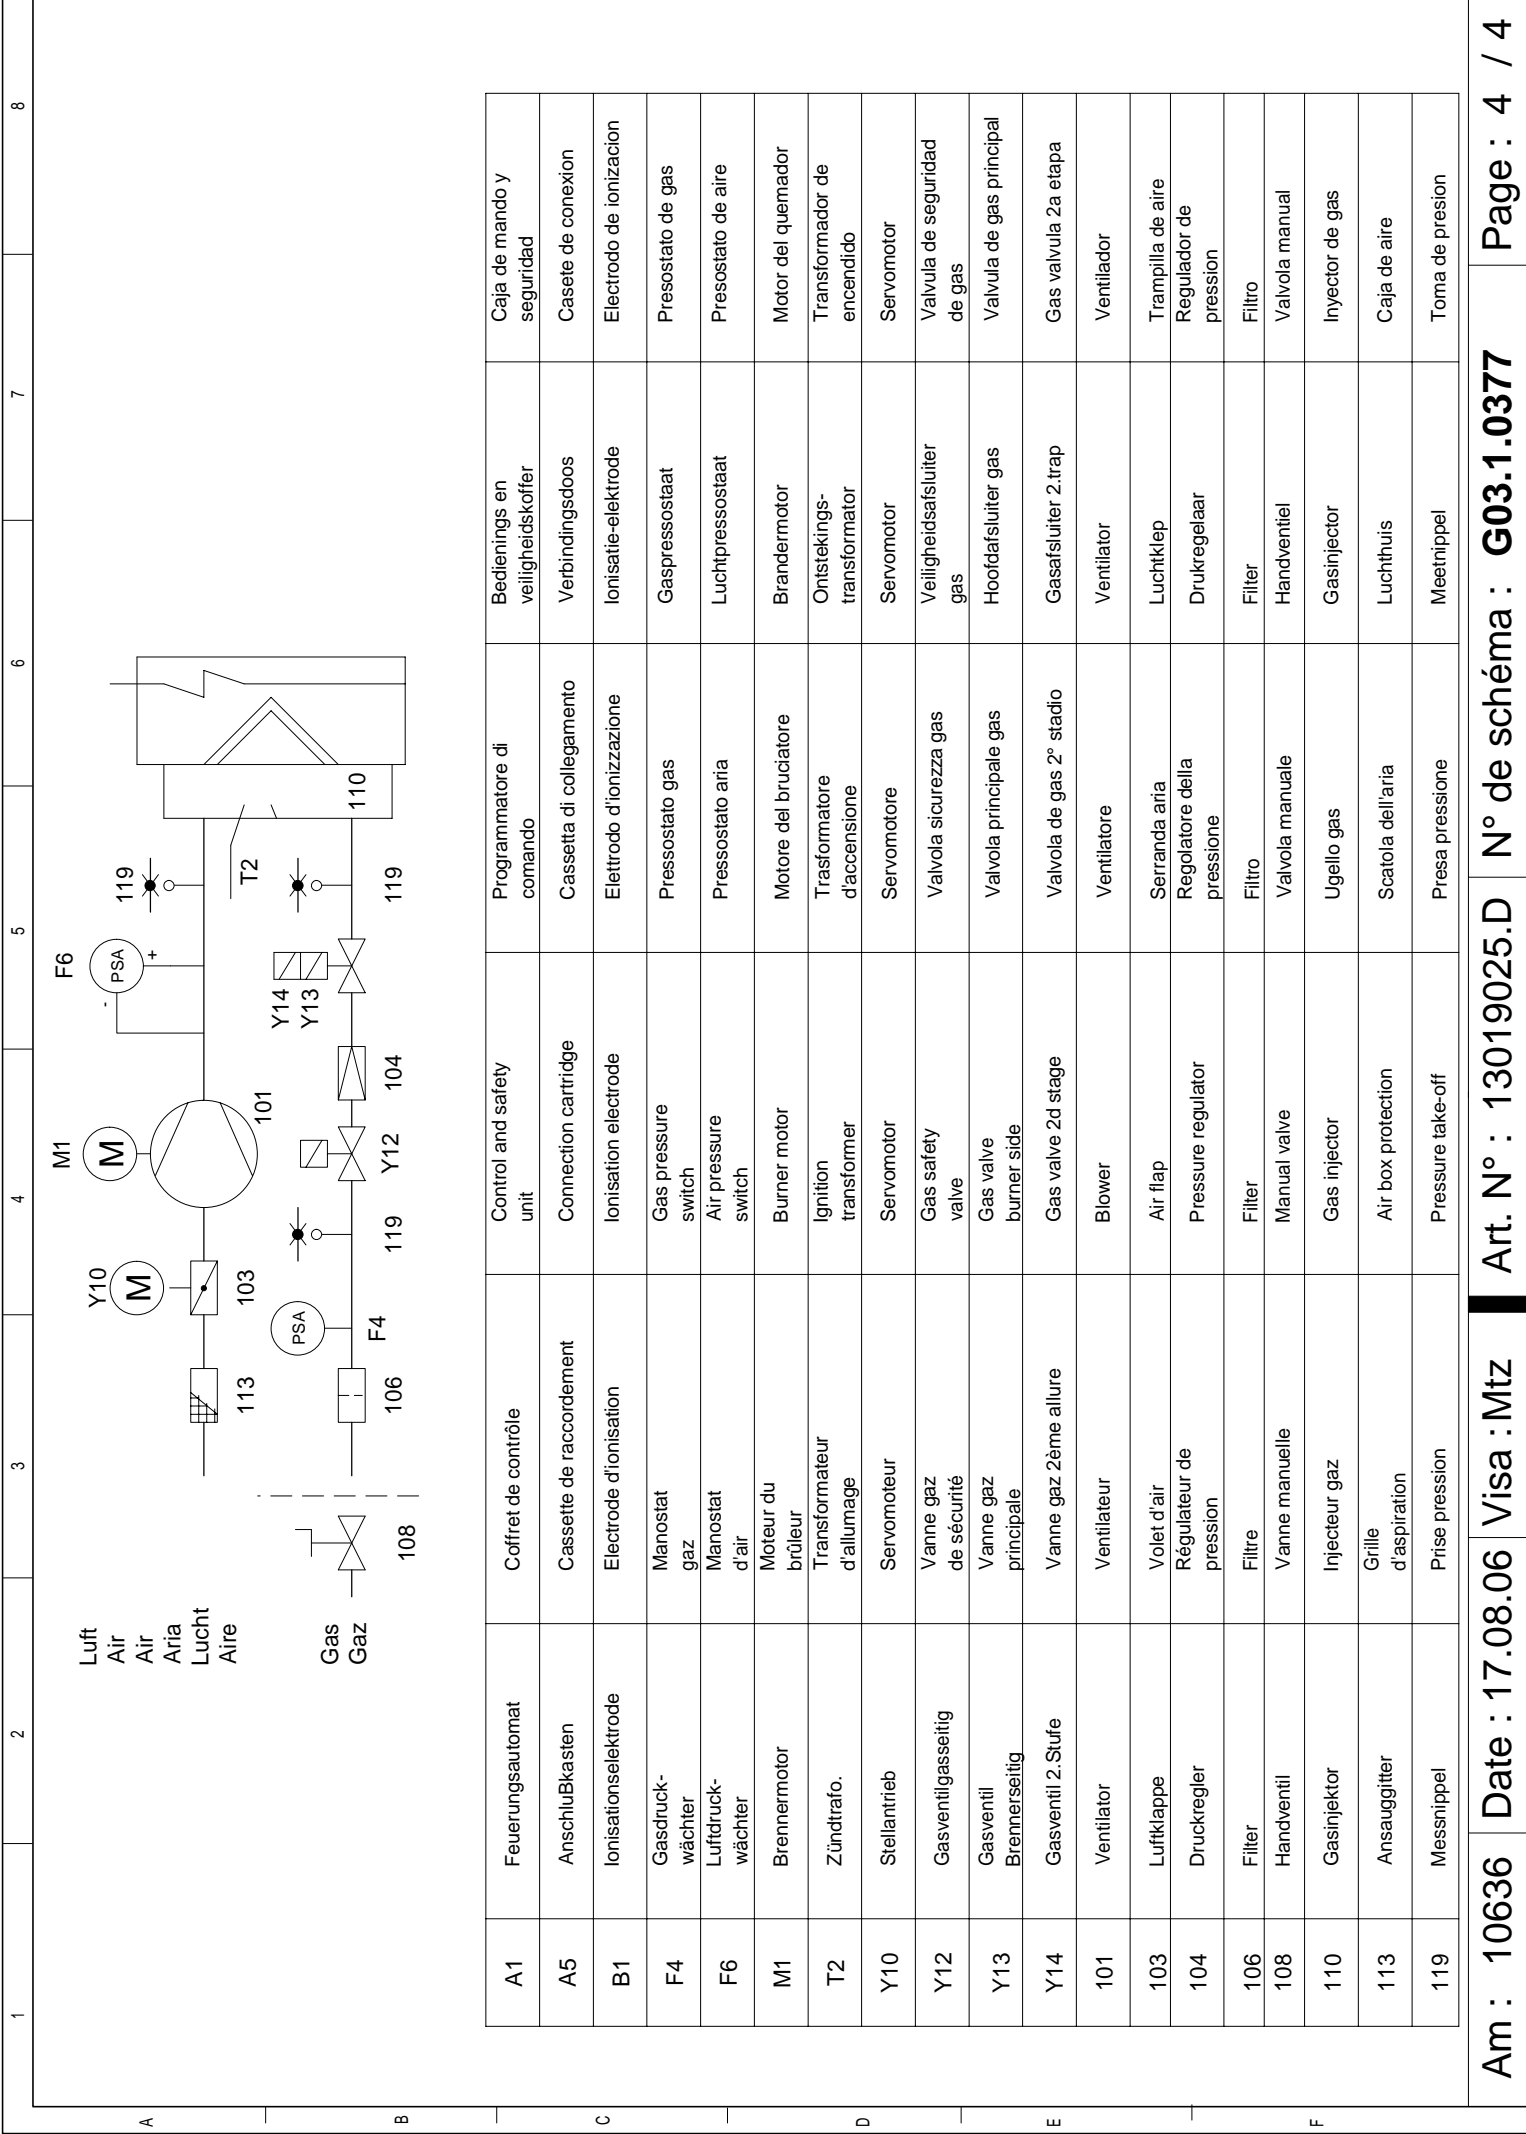 1 2 3 4 5 6 7 8
A
B
C
D
E
F
Luft
Air
Air
Aria
Lucht
Aire
Gas
Gaz
108
113
106
Y10
M
103
PSA
F4
119
M1
M
101
Y12
104
F6
PSA
-
+
Y14
Y13
119
119
T2
110
A1 Feuerungsautomat Coffret de contrôle Control and safety unit Programmatore di comando Bedienings en veiligheidskoffer Caja de mando y seguridad
A5 AnschluBkasten Cassette de raccordement Connection cartridge Cassetta di collegamento Verbindingsdoos Casete de conexion
B1 Ionisationselektrode Electrode d'ionisation Ionisation electrode Elettrodo d'ionizzazione Ionisatie-elektrode Electrodo de ionizacion
F4 Gasdruck-wächter Manostat gaz Gas pressure switch Pressostato gas Gaspressostaat Presostato de gas
F6 Luftdruck-wächter Manostat d'air Air pressure switch Pressostato aria Luchtpressostaat Presostato de aire
M1 Brennermotor Moteur du brûleur Burner motor Motore del bruciatore Brandermotor Motor del quemador
T2 Zündtrafo. Transformateur d'allumage Ignition transformer Trasformatore d'accensione Ontstekings-transformator Transformador de encendido
Y10 Stellantrieb Servomoteur Servomotor Servomotore Servomotor Servomotor
Y12 Gasventilgasseitig Vanne gaz de sécurité Gas safety valve Valvola sicurezza gas Veiligheidsafsluiter gas Valvula de seguridad de gas
Y13 Gasventil Brennerseitig Vanne gaz principale Gas valve burner side Valvola principale gas Hoofdafsluiter gas Valvula de gas principal
Y14 Gasventil 2.Stufe Vanne gaz 2ème allure Gas valve 2d stage Valvola de gas 2° stadio Gasafsluiter 2.trap Gas valvula 2a etapa
101 Ventilator Ventilateur Blower Ventilatore Ventilator Ventilador
103 Luftklappe Volet d'air Air flap Serranda aria Luchtklep Trampilla de aire
104 Druckregler Régulateur de pression Pressure regulator Regolatore della pressione Drukregelaar Regulador de pression
106 Filter Filtre Filter Filtro Filter Filtro
108 Handventil Vanne manuelle Manual valve Valvola manuale Handventiel Valvola manual
110 Gasinjektor Injecteur gaz Gas injector Ugello gas Gasinjector Inyector de gas
113 Ansauggitter Grille d'aspiration Air box protection Scatola dell'aria Luchthuis Caja de aire
119 Messnippel Prise pression Pressure take-off Presa pressione Meetnippel Toma de presion
Am : 10636 Date : 17.08.06 Visa : Mtz Art. N° : 13019025.D N° de schéma : G03.1.0377 Page : 4 / 4